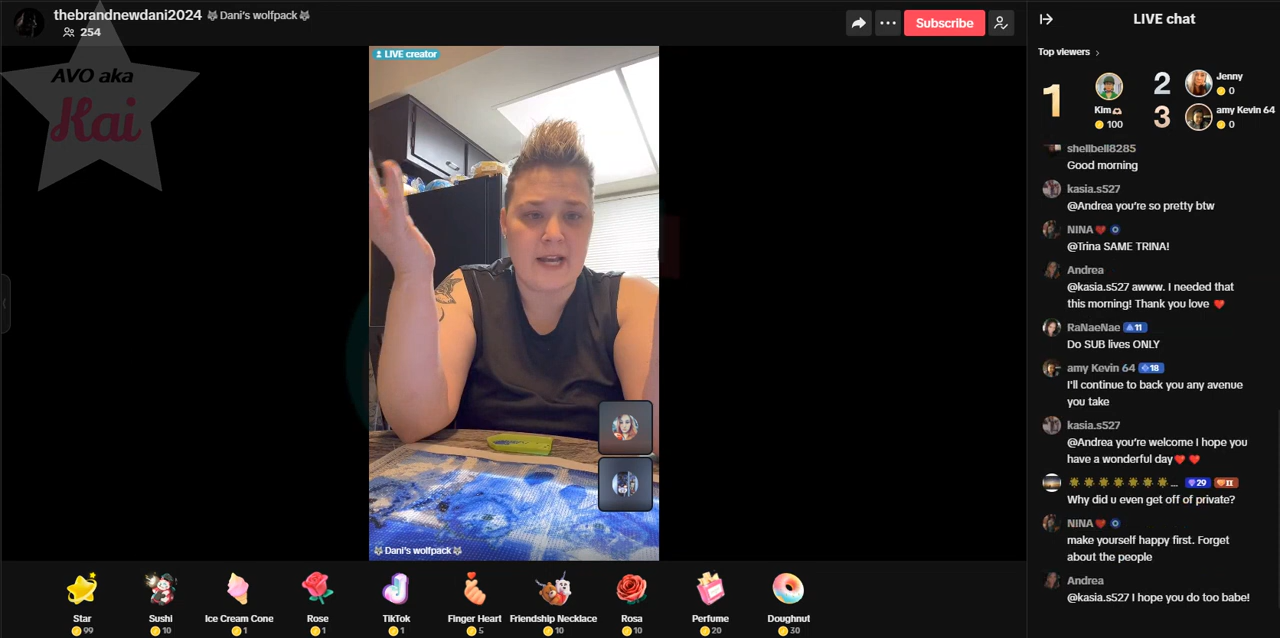 thebrandnewdani2024 🐺Dani's wolfpack🐺
254
Subscribe
AVO aka
Kai
LIVE creator
🐺Dani's wolfpack🐺
Star
99
Sushi
10
Ice Cream Cone
1
Rose
1
TikTok
1
Finger Heart
5
Friendship Necklace
10
Rosa
10
Perfume
20
Doughnut
30
LIVE chat
Top viewers
1
Kim
100
2
Jenny
0
3
amy Kevin 64
0
shellbell8285
Good morning
kasia.s527
@Andrea you're so pretty btw
NINA❤️
@Trina SAME TRINA!
Andrea
@kasia.s527 awww. I needed that
this morning! Thank you love ❤️
RaNaeNae 11
Do SUB lives ONLY
amy Kevin 64 18
I'll continue to back you any avenue
you take
kasia.s527
@Andrea you're welcome I hope you
have a wonderful day❤️ ❤️
... 29 II
Why did u even get off of private?
NINA❤️
make yourself happy first. Forget
about the people
Andrea
@kasia.s527 I hope you do too babe!